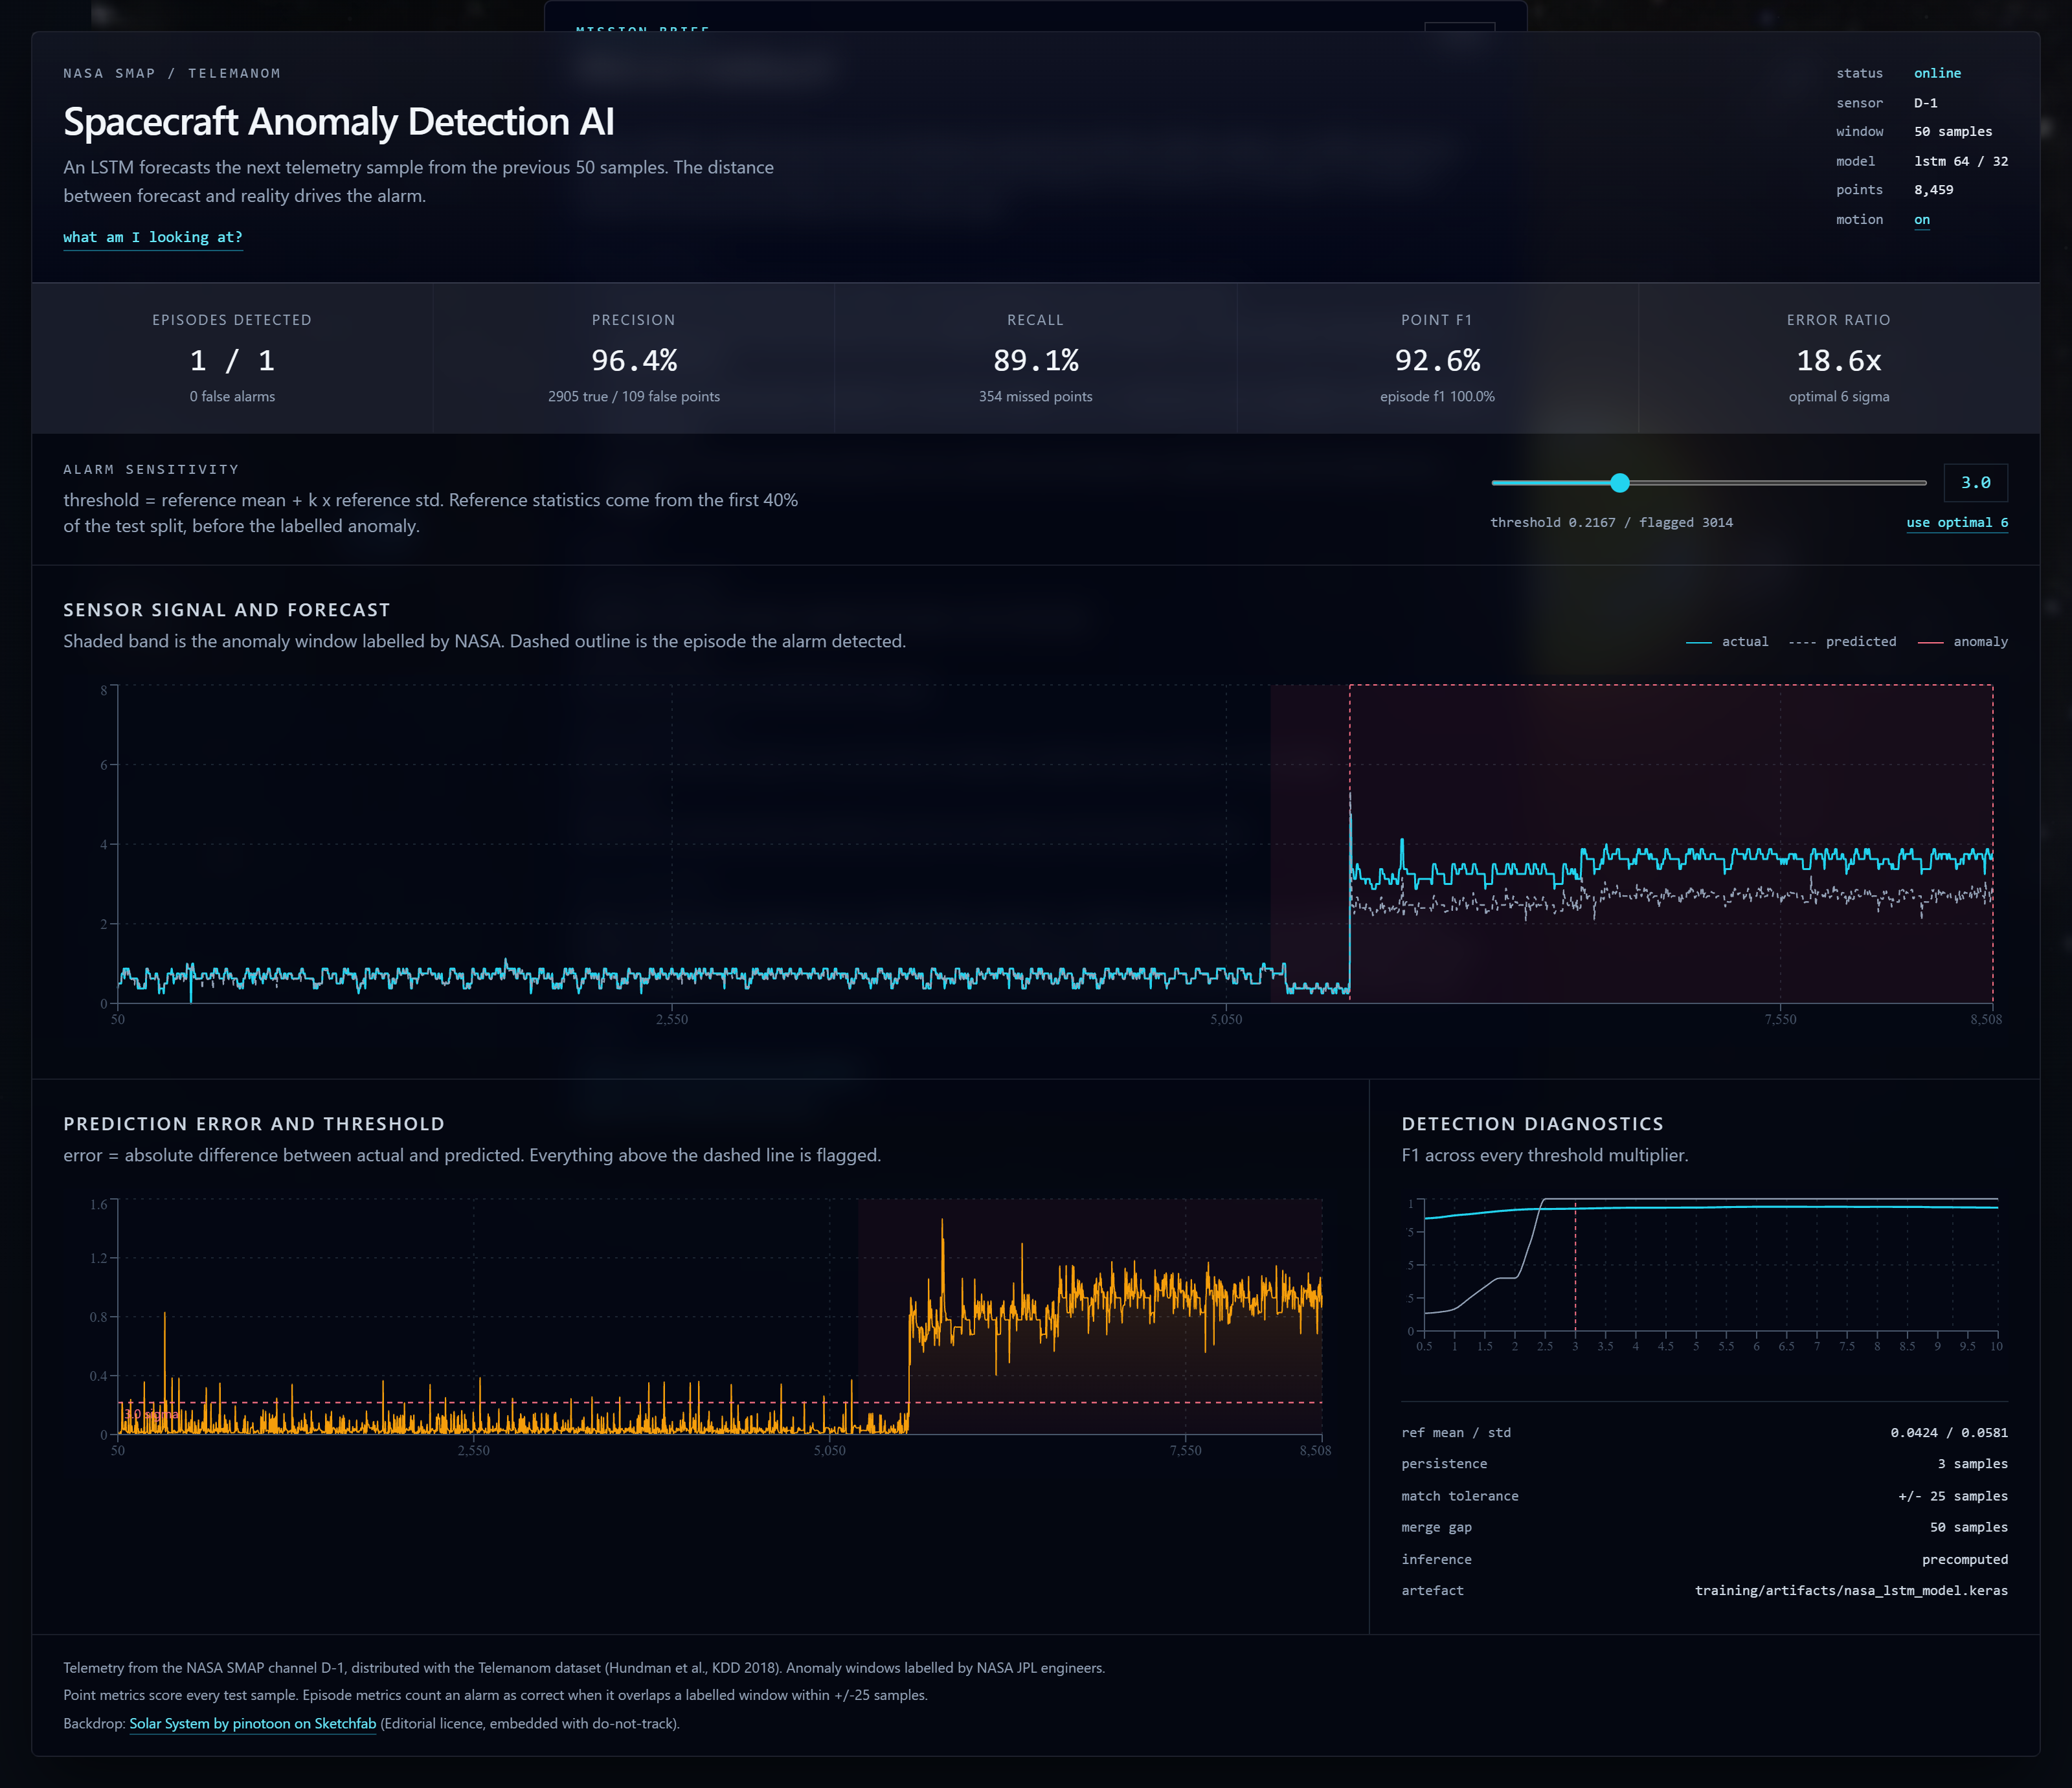 MISSION BRIEF
NASA SMAP / TELEMANOM
Spacecraft Anomaly Detection AI
An LSTM forecasts the next telemetry sample from the previous 50 samples. The distance
between forecast and reality drives the alarm.
what am I looking at?
status online
sensor D-1
window 50 samples
model lstm 64 / 32
points 8,459
motion on
EPISODES DETECTED
1 / 1
0 false alarms
PRECISION
96.4%
2905 true / 109 false points
RECALL
89.1%
354 missed points
POINT F1
92.6%
episode f1 100.0%
ERROR RATIO
18.6x
optimal 6 sigma
ALARM SENSITIVITY
threshold = reference mean + k x reference std. Reference statistics come from the first 40%
of the test split, before the labelled anomaly.
3.0
threshold 0.2167 / flagged 3014
use optimal 6
SENSOR SIGNAL AND FORECAST
Shaded band is the anomaly window labelled by NASA. Dashed outline is the episode the alarm detected.
actual predicted anomaly
8
6
4
2
0
50 2,550 5,050 7,550 8,508
PREDICTION ERROR AND THRESHOLD
error = absolute difference between actual and predicted. Everything above the dashed line is flagged.
1.6
1.2
0.8
0.4
3.0 sigma
0
50 2,550 5,050 7,550 8,508
DETECTION DIAGNOSTICS
F1 across every threshold multiplier.
1
5
5
5
0
0.5 1 1.5 2 2.5 3 3.5 4 4.5 5 5.5 6 6.5 7 7.5 8 8.5 9 9.5 10
ref mean / std 0.0424 / 0.0581
persistence 3 samples
match tolerance +/- 25 samples
merge gap 50 samples
inference precomputed
artefact training/artifacts/nasa_lstm_model.keras
Telemetry from the NASA SMAP channel D-1, distributed with the Telemanom dataset (Hundman et al., KDD 2018). Anomaly windows labelled by NASA JPL engineers.
Point metrics score every test sample. Episode metrics count an alarm as correct when it overlaps a labelled window within +/-25 samples.
Backdrop: Solar System by pinotoon on Sketchfab (Editorial licence, embedded with do-not-track).